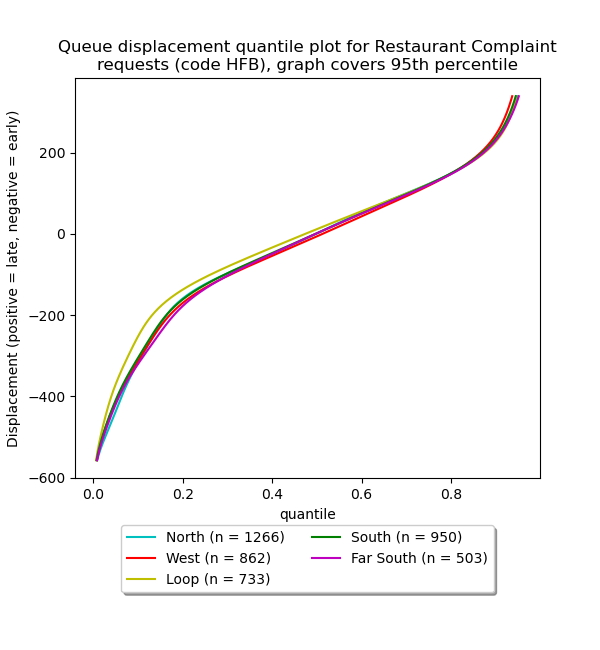 Queue displacement quantile plot for Restaurant Complaint
requests (code HFB), graph covers 95th percentile
Displacement (positive = late, negative = early)
200
0
−200
−400
−600
0.0 0.2 0.4 0.6 0.8
quantile
North (n = 1266) South (n = 950)
West (n = 862) Far South (n = 503)
Loop (n = 733)